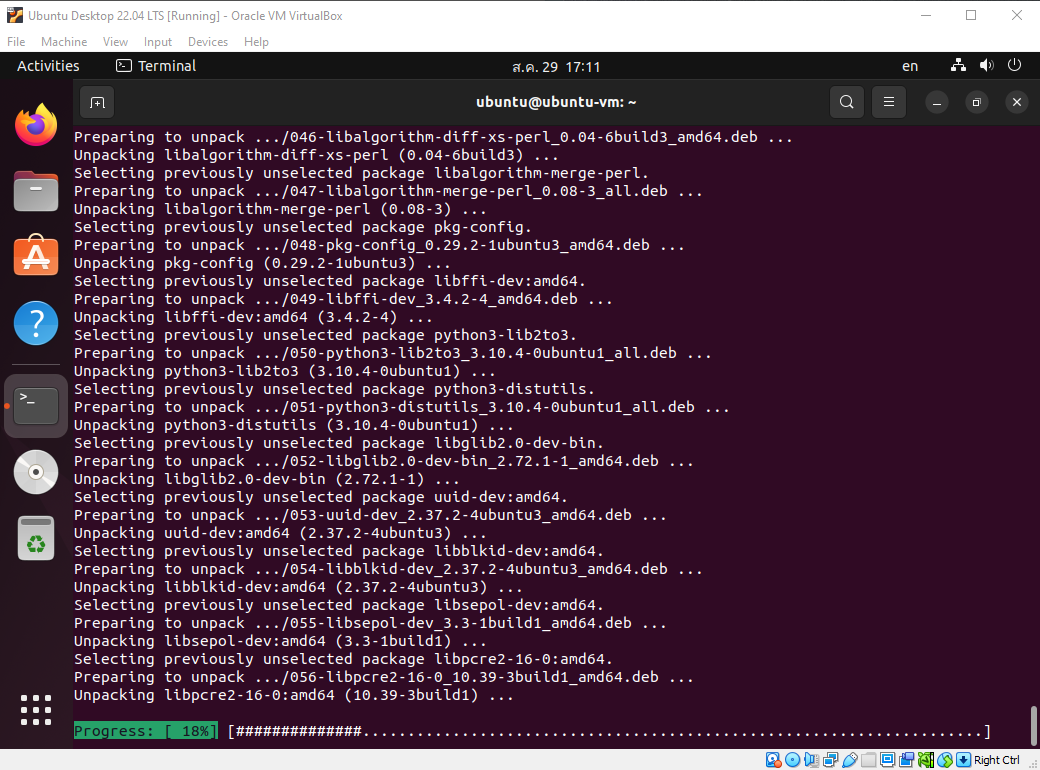 Ubuntu Desktop 22.04 LTS [Running] - Oracle VM VirtualBox
File Machine View Input Devices Help
Activities Terminal ส.ค. 29 17:11 en
ubuntu@ubuntu-vm: ~
Preparing to unpack .../046-libalgorithm-diff-xs-perl_0.04-6build3_amd64.deb ...
Unpacking libalgorithm-diff-xs-perl (0.04-6build3) ...
Selecting previously unselected package libalgorithm-merge-perl.
Preparing to unpack .../047-libalgorithm-merge-perl_0.08-3_all.deb ...
Unpacking libalgorithm-merge-perl (0.08-3) ...
Selecting previously unselected package pkg-config.
Preparing to unpack .../048-pkg-config_0.29.2-1ubuntu3_amd64.deb ...
Unpacking pkg-config (0.29.2-1ubuntu3) ...
Selecting previously unselected package libffi-dev:amd64.
Preparing to unpack .../049-libffi-dev_3.4.2-4_amd64.deb ...
Unpacking libffi-dev:amd64 (3.4.2-4) ...
Selecting previously unselected package python3-lib2to3.
Preparing to unpack .../050-python3-lib2to3_3.10.4-0ubuntu1_all.deb ...
Unpacking python3-lib2to3 (3.10.4-0ubuntu1) ...
Selecting previously unselected package python3-distutils.
Preparing to unpack .../051-python3-distutils_3.10.4-0ubuntu1_all.deb ...
Unpacking python3-distutils (3.10.4-0ubuntu1) ...
Selecting previously unselected package libglib2.0-dev-bin.
Preparing to unpack .../052-libglib2.0-dev-bin_2.72.1-1_amd64.deb ...
Unpacking libglib2.0-dev-bin (2.72.1-1) ...
Selecting previously unselected package uuid-dev:amd64.
Preparing to unpack .../053-uuid-dev_2.37.2-4ubuntu3_amd64.deb ...
Unpacking uuid-dev:amd64 (2.37.2-4ubuntu3) ...
Selecting previously unselected package libblkid-dev:amd64.
Preparing to unpack .../054-libblkid-dev_2.37.2-4ubuntu3_amd64.deb ...
Unpacking libblkid-dev:amd64 (2.37.2-4ubuntu3) ...
Selecting previously unselected package libsepol-dev:amd64.
Preparing to unpack .../055-libsepol-dev_3.3-1build1_amd64.deb ...
Unpacking libsepol-dev:amd64 (3.3-1build1) ...
Selecting previously unselected package libpcre2-16-0:amd64.
Preparing to unpack .../056-libpcre2-16-0_10.39-3build1_amd64.deb ...
Unpacking libpcre2-16-0:amd64 (10.39-3build1) ...
Progress: [ 18%] [##############.....................................................................]
Right Ctrl